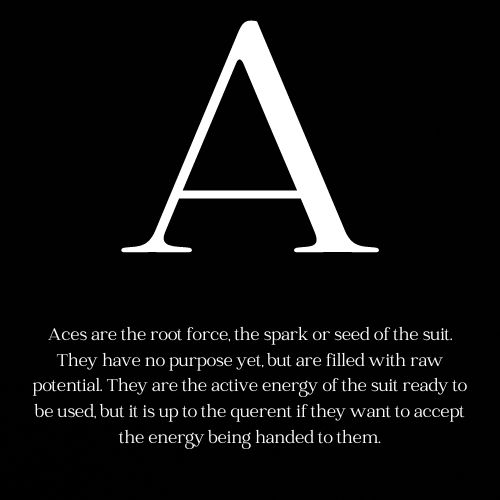 A
Aces are the root force, the spark or seed of the suit.
They have no purpose yet, but are filled with raw
potential. They are the active energy of the suit ready to
be used, but it is up to the querent if they want to accept
the energy being handed to them.